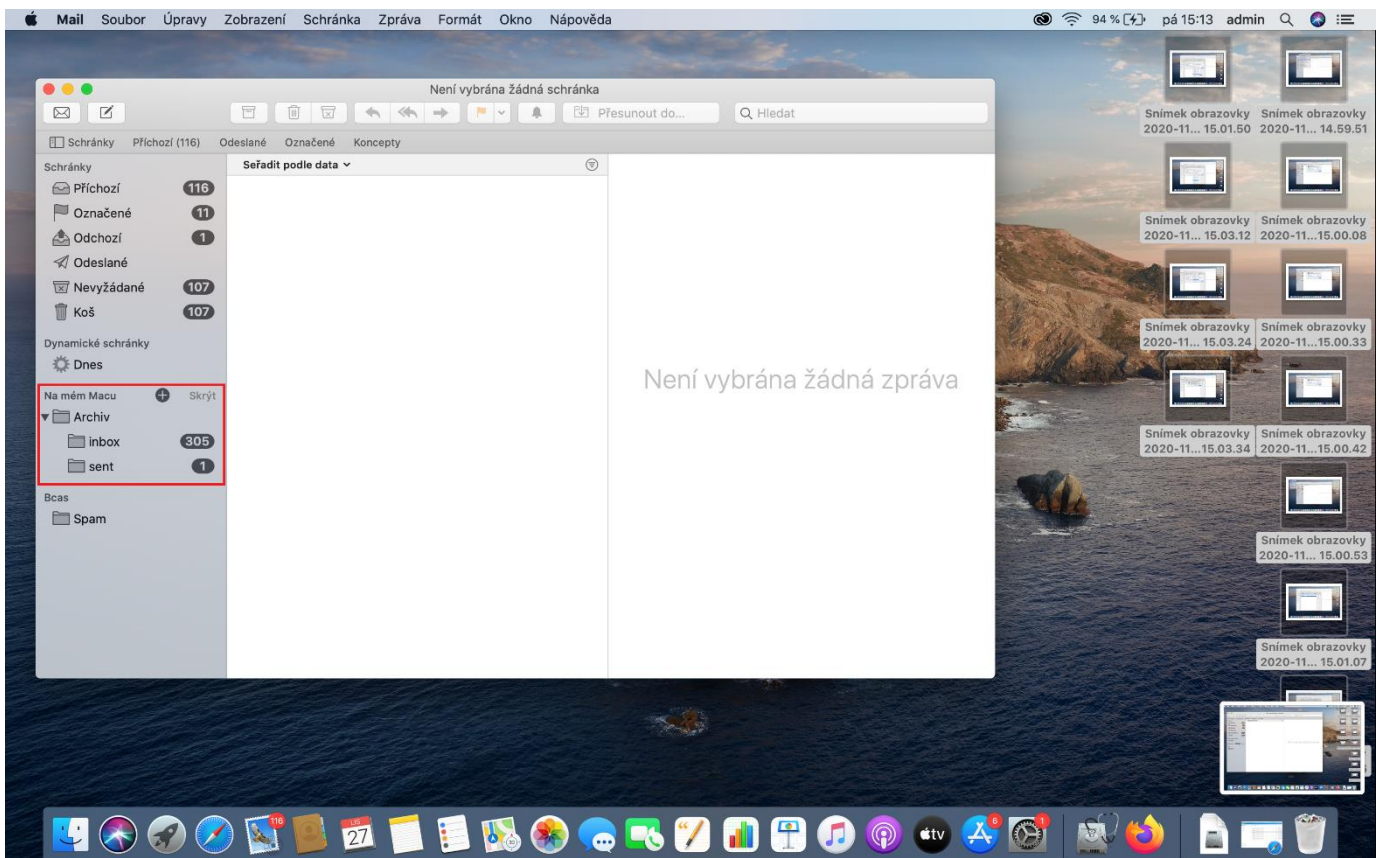 Mail Soubor Úpravy Zobrazení Schránka Zpráva Formát Okno Nápověda
94 % pá 15:13 admin
Není vybrána žádná schránka
Přesunout do...
Hledat
Schránky Příchozí (116) Odeslané Označené Koncepty
Schránky
Příchozí 116
Označené 11
Odchozí 1
Odeslané
Nevyžádané 107
Koš 107
Dynamické schránky
Dnes
Na mém Macu Skrýt
Archiv
inbox 305
sent 1
Bcas
Spam
Seřadit podle data
Není vybrána žádná zpráva
Snímek obrazovky
2020-11... 15.01.50
Snímek obrazovky
2020-11... 14.59.51
Snímek obrazovky
2020-11... 15.03.12
Snímek obrazovky
2020-11...15.00.08
Snímek obrazovky
2020-11... 15.03.24
Snímek obrazovky
2020-11...15.00.33
Snímek obrazovky
2020-11...15.03.34
Snímek obrazovky
2020-11...15.00.42
Snímek obrazovky
2020-11... 15.00.53
Snímek obrazovky
2020-11... 15.01.07
116
LIS
27
tv
6
1